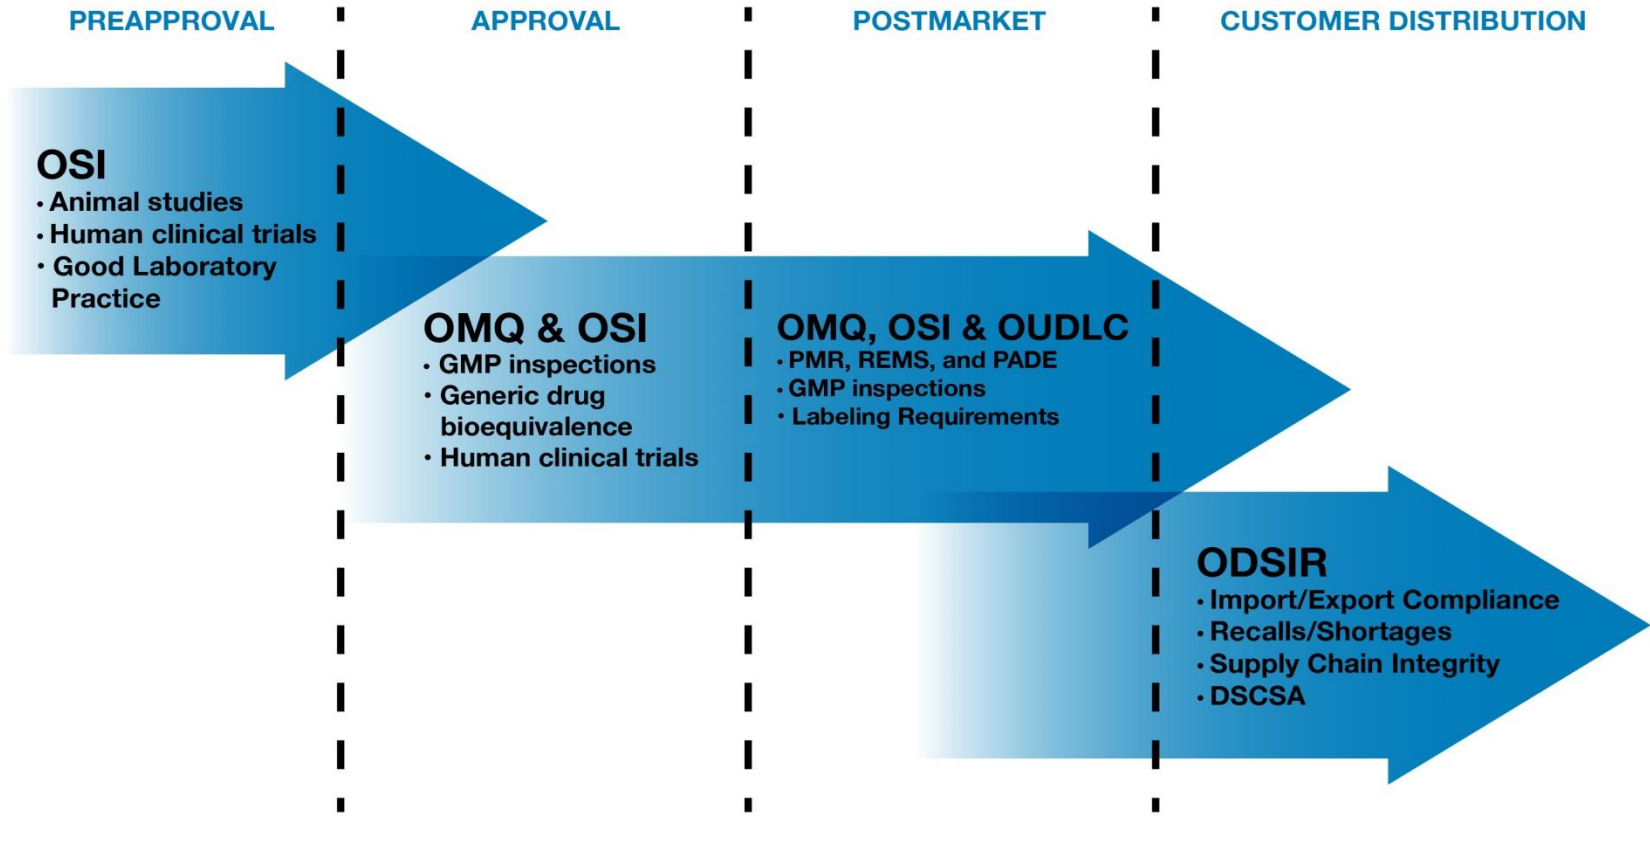 PREAPPROVAL
APPROVAL
POSTMARKET
CUSTOMER DISTRIBUTION
OSI
· Animal studies
· Human clinical trials
· Good Laboratory
Practice
OMQ & OSI
· GMP inspections
· Generic drug
bioequivalence
· Human clinical trials
OMQ, OSI & OUDLC
· PMR, REMS, and PADE
· GMP inspections
· Labeling Requirements
ODSIR
· Import/Export Compliance
· Recalls/Shortages
· Supply Chain Integrity
· DSCSA